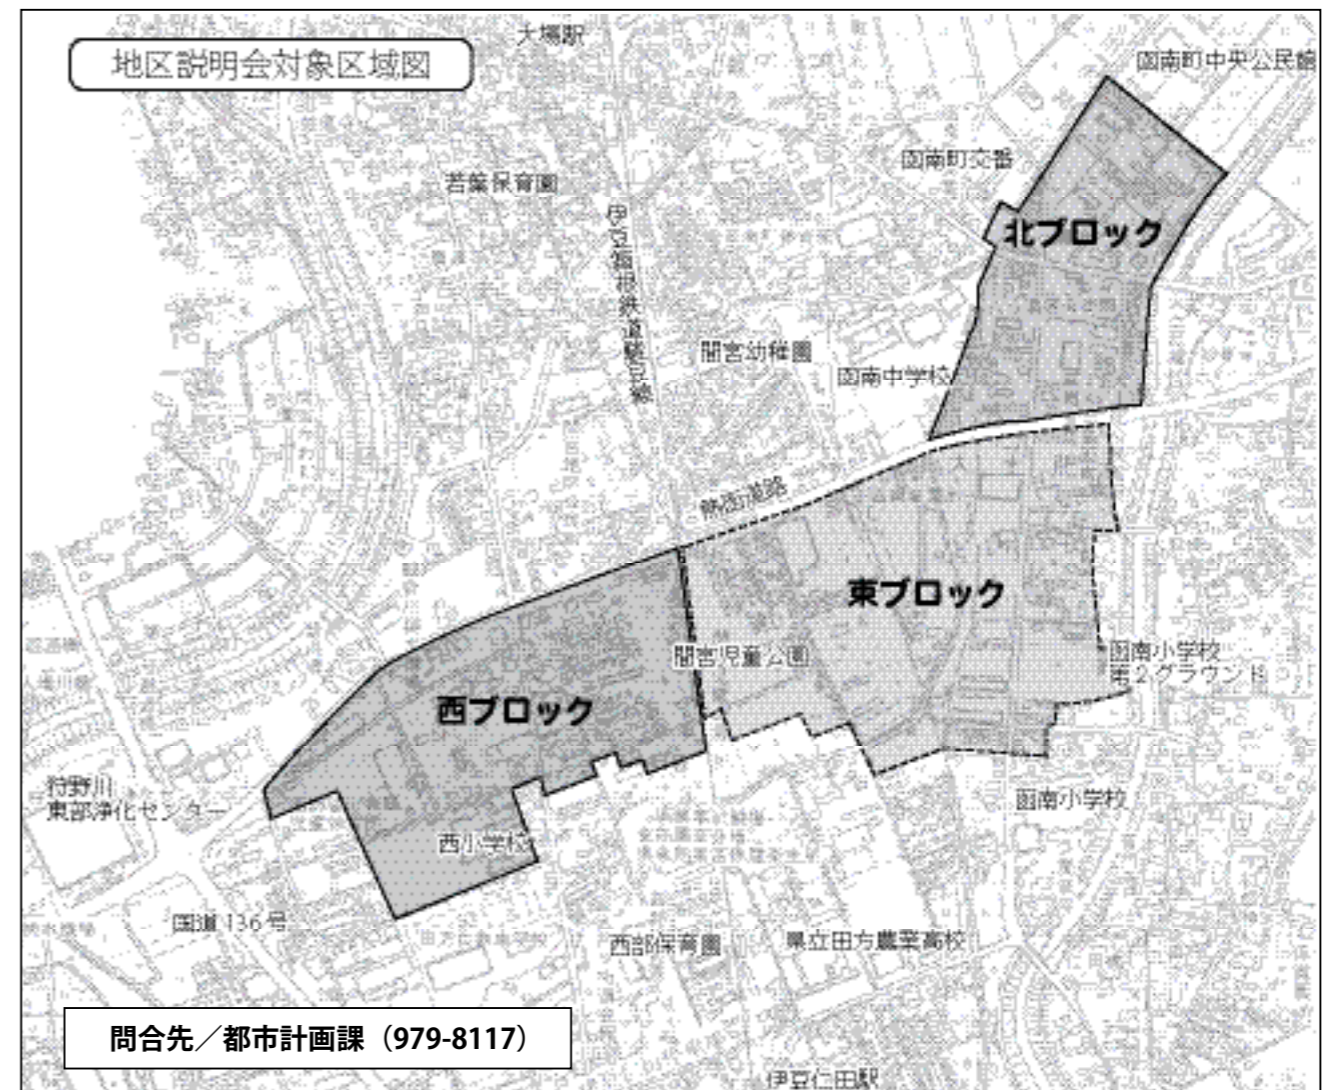 大場駅
地区説明会対象区域図
函南町中央公民館
函南町交番
若葉保育園
伊豆箱根鉄道駿豆線
北ブロック
間宮幼稚園
函南中学校
熱函道路
東ブロック
間宮児童公園
函南小学校
第2グラウンド
西ブロック
狩野川
東部浄化センター
函南小学校
西小学校
国道136号
西部保育園
県立田方農業高校
問合先／都市計画課（979-8117）
伊豆仁田駅